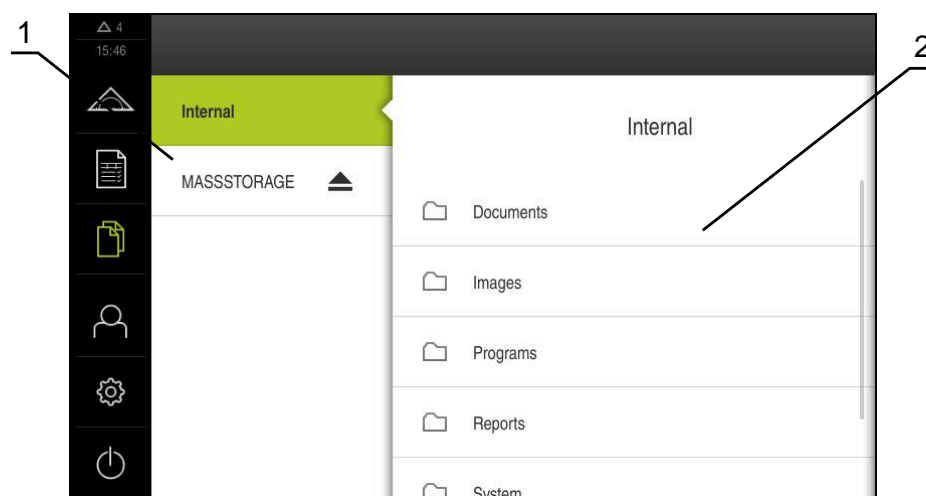 1
2
4
15:46
Internal
MASSSTORAGE
Internal
Documents
Images
Programs
Reports
System